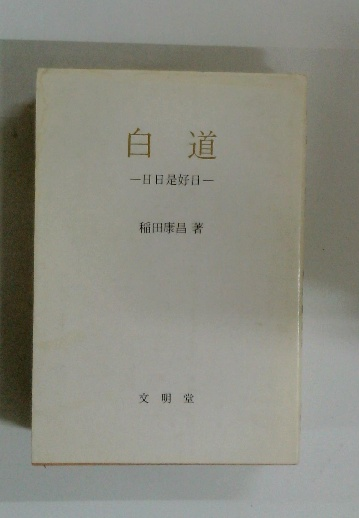 白道
―日日是好日―
稲田康昌 著
文明堂